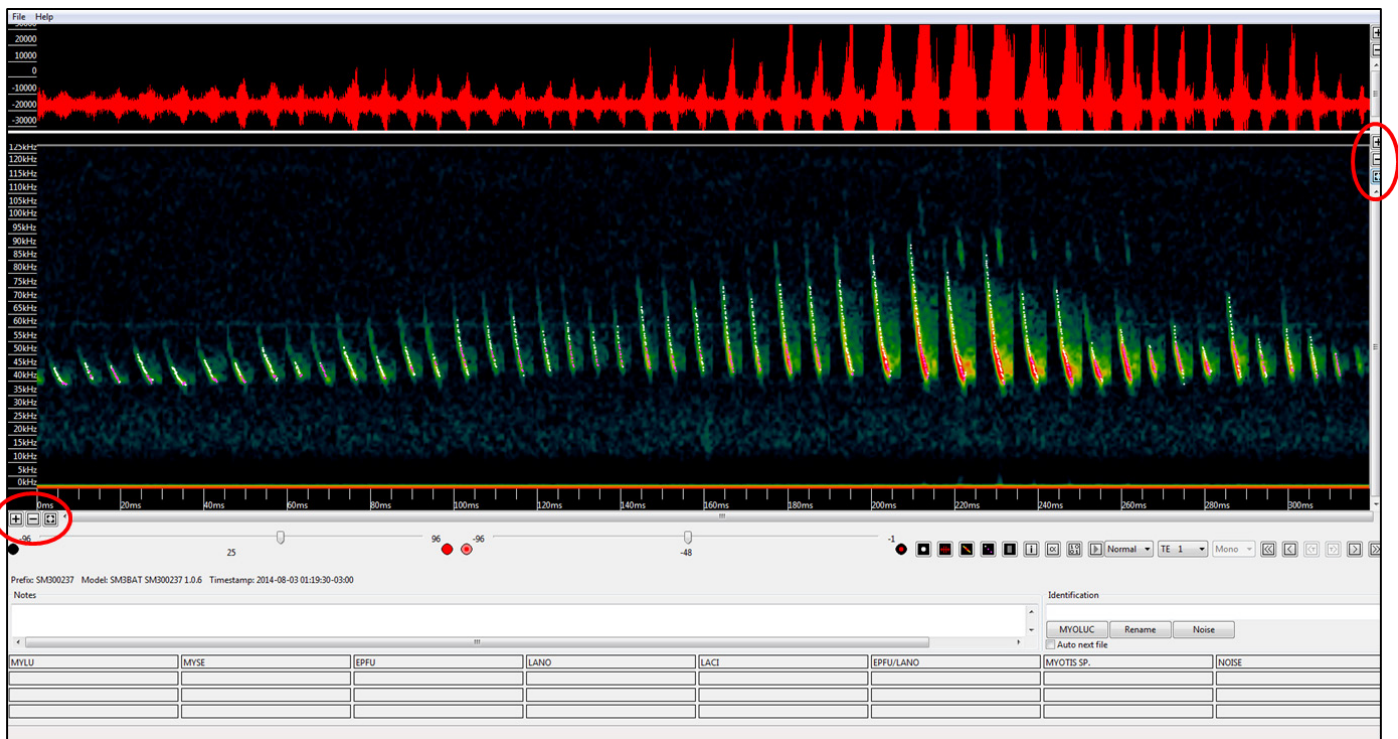 File Help
20000
10000
0
-10000
-20000
-30000
125kHz
120kHz
115kHz
110kHz
105kHz
100kHz
95kHz
90kHz
85kHz
80kHz
75kHz
70kHz
65kHz
60kHz
55kHz
50kHz
45kHz
40kHz
35kHz
30kHz
25kHz
20kHz
15kHz
10kHz
5kHz
0kHz
0ms 20ms 40ms 60ms 80ms 100ms 120ms 140ms 160ms 180ms 200ms 220ms 240ms 260ms 280ms 300ms
-96 96 -96 -1
25 -48
Normal TE 1 Mono
Prefix: SM300237 Model: SM3BAT SM300237 1.0.6 Timestamp: 2014-08-03 01:19:30-03:00
Notes Identification
MYOLUC Rename Noise
Auto next file
MYLU MYSE EPFU LANO LACI EPFU/LANO MYOTIS SP. NOISE